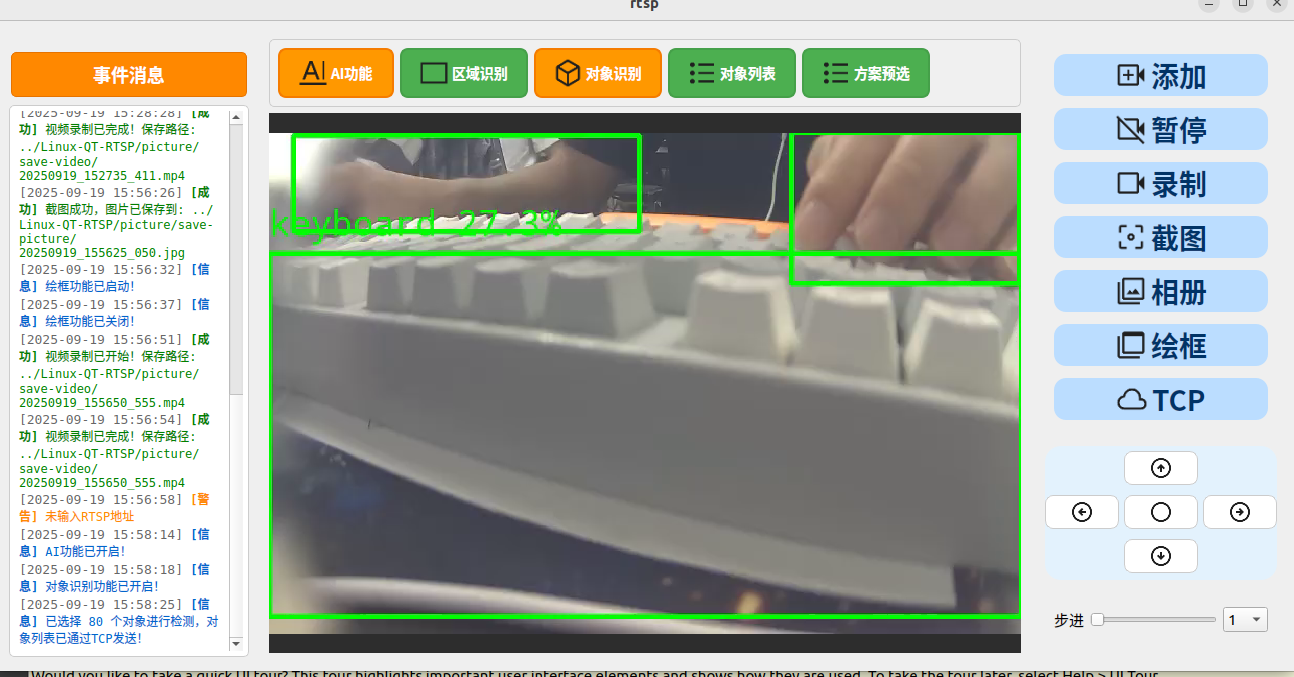 rtsp
事件消息
AI功能
区域识别
对象识别
对象列表
方案预选
[2025-09-19 15:28:28] [成
功] 视频录制已完成! 保存路径:
../Linux-QT-RTSP/picture/
save-video/
20250919_152735_411.mp4
[2025-09-19 15:56:26] [成
功] 截图成功, 图片已保存到: ../
Linux-QT-RTSP/picture/save-
picture/
20250919_155625_050.jpg
[2025-09-19 15:56:32] [信
息] 绘框功能已启动!
[2025-09-19 15:56:37] [信
息] 绘框功能已关闭!
[2025-09-19 15:56:51] [成
功] 视频录制已开始! 保存路径:
../Linux-QT-RTSP/picture/
save-video/
20250919_155650_555.mp4
[2025-09-19 15:56:54] [成
功] 视频录制已完成! 保存路径:
../Linux-QT-RTSP/picture/
save-video/
20250919_155650_555.mp4
[2025-09-19 15:56:58] [警
告] 未输入RTSP地址
[2025-09-19 15:58:14] [信
息] AI功能已开启!
[2025-09-19 15:58:18] [信
息] 对象识别功能已开启!
[2025-09-19 15:58:25] [信
息] 已选择 80 个对象进行检测, 对
象列表已通过TCP发送!
keyboard 27.3%
添加
暂停
录制
截图
相册
绘框
TCP
步进
1
Would you like to take a quick UI tour? This tour highlights important user interface elements and shows how they are used. To take the tour later, select Help > UI Tour.